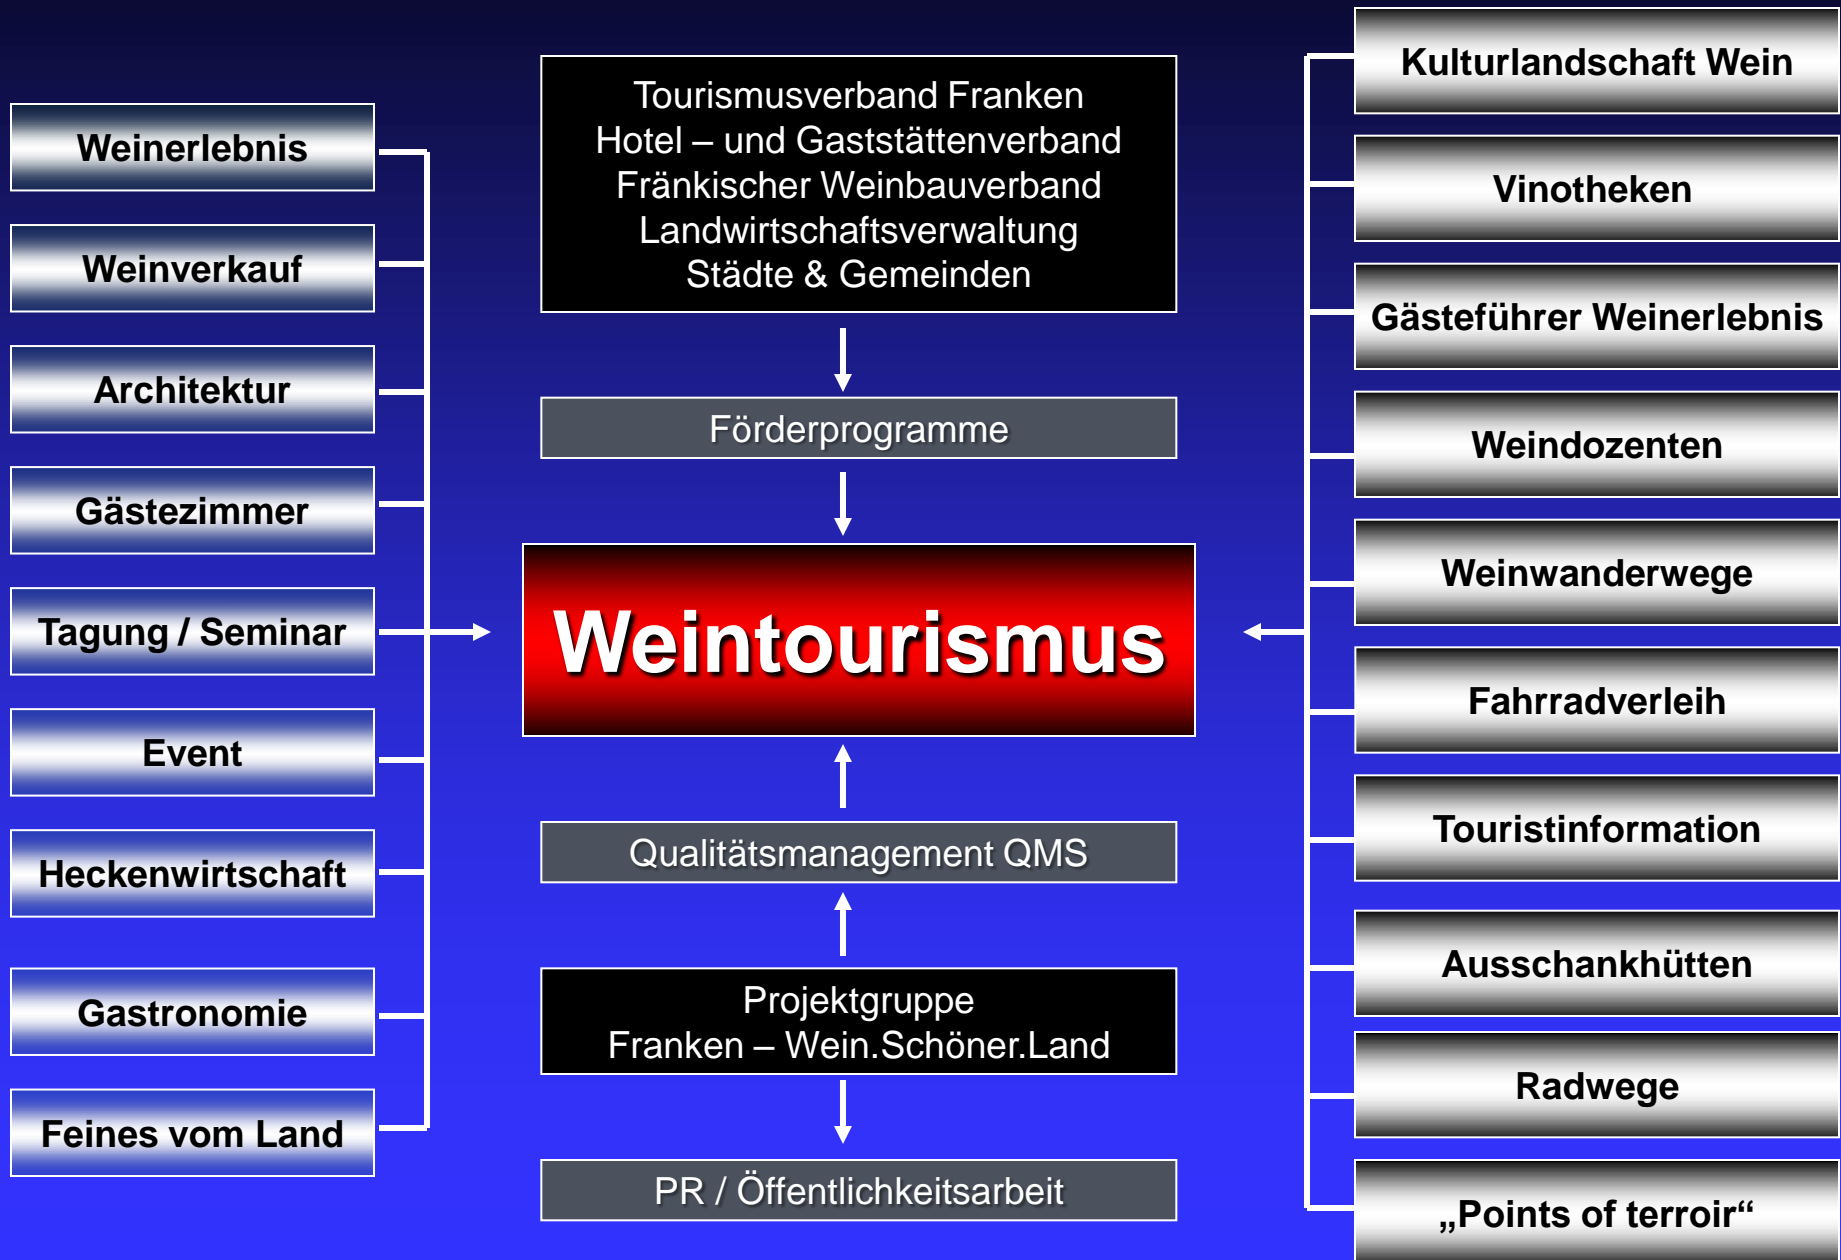 Weinerlebnis
Weinverkauf
Architektur
Gästezimmer
Tagung / Seminar
Event
Heckenwirtschaft
Gastronomie
Feines vom Land
Tourismusverband Franken
Hotel – und Gaststättenverband
Fränkischer Weinbauverband
Landwirtschaftsverwaltung
Städte & Gemeinden
Förderprogramme
Weintourismus
Qualitätsmanagement QMS
Projektgruppe
Franken – Wein.Schöner.Land
PR / Öffentlichkeitsarbeit
Kulturlandschaft Wein
Vinotheken
Gästeführer Weinerlebnis
Weindozenten
Weinwanderwege
Fahrradverleih
Touristinformation
Ausschankhütten
Radwege
„Points of terroir“